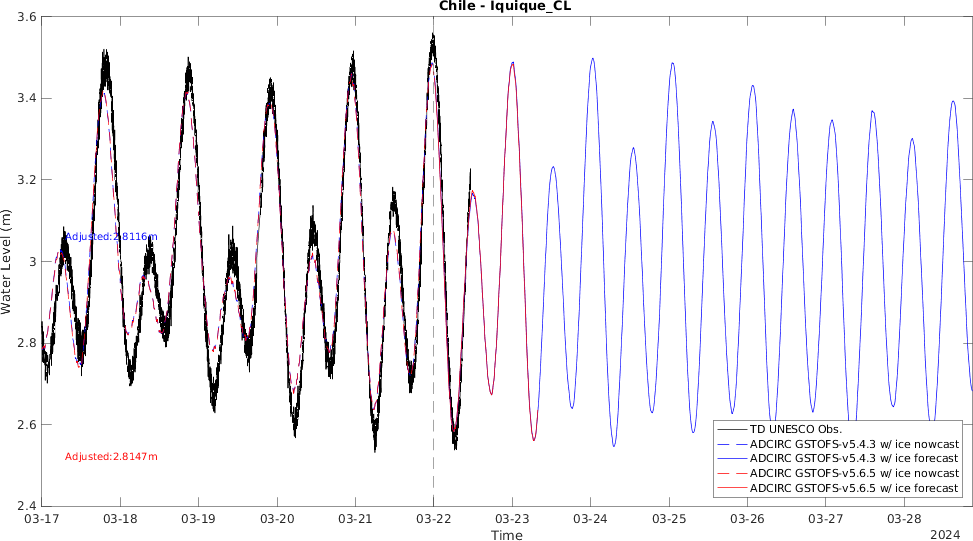 Chile - Iquique_CL
3.6
3.4
3.2
3
2.8
2.6
2.4
Water Level (m)
Adjusted:2.8116m
Adjusted:2.8147m
TD UNESCO Obs.
ADCIRC GSTOFS-v5.4.3 w/ ice nowcast
ADCIRC GSTOFS-v5.4.3 w/ ice forecast
ADCIRC GSTOFS-v5.6.5 w/ ice nowcast
ADCIRC GSTOFS-v5.6.5 w/ ice forecast
03-17 03-18 03-19 03-20 03-21 03-22 03-23 03-24 03-25 03-26 03-27 03-28
Time
2024